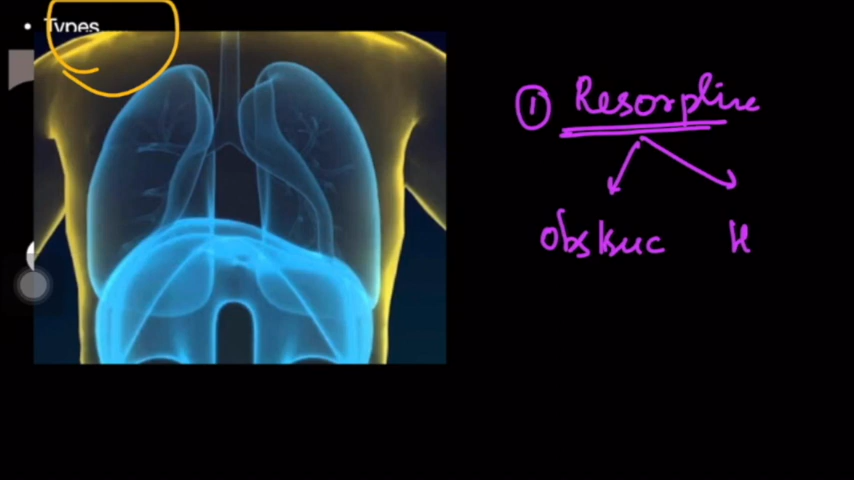 • Types
① Resorptive
Obstruc